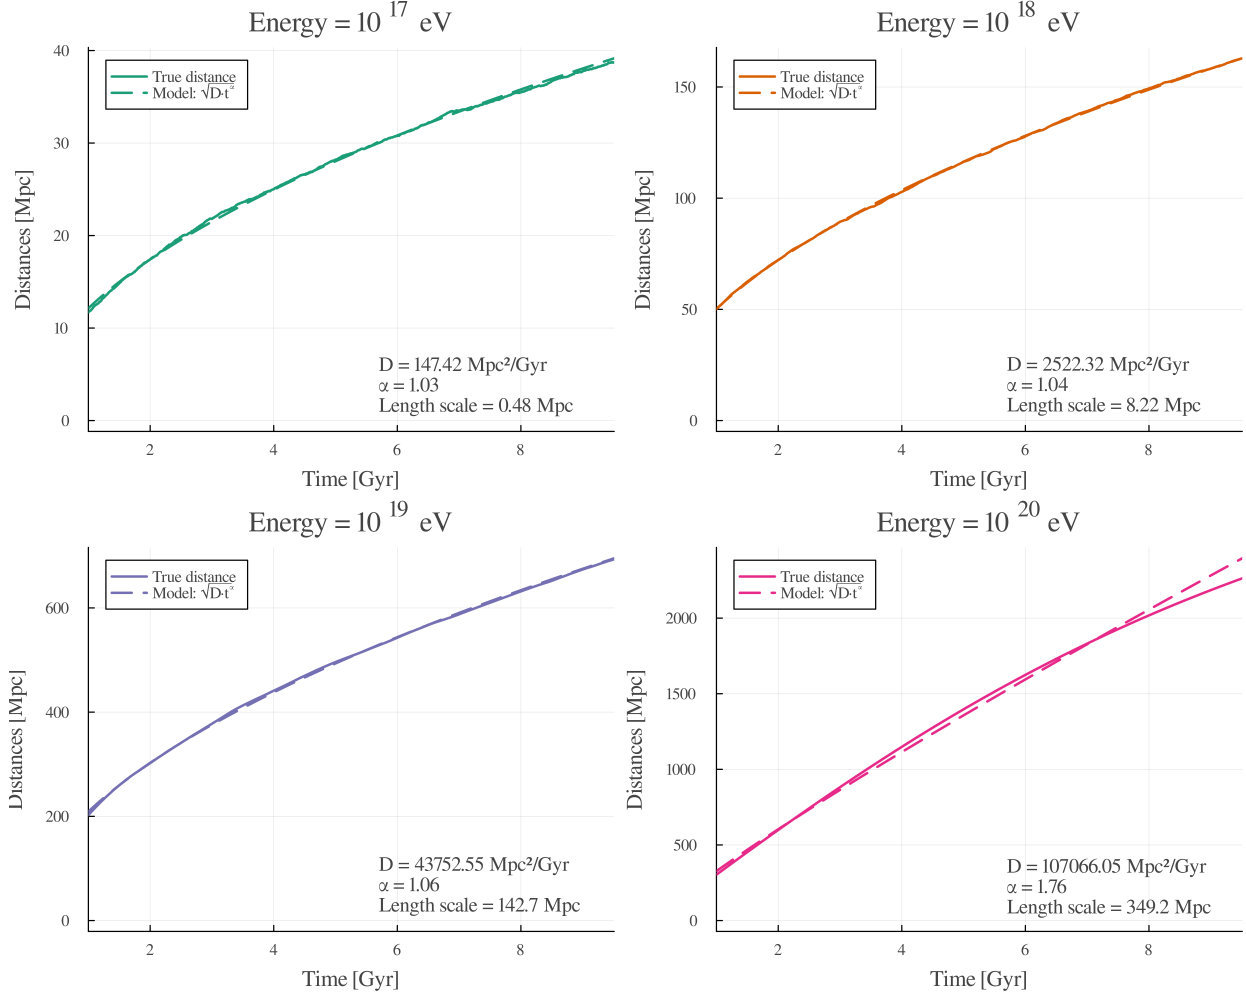 Energy = 10 17 eV
True distance
Model: √D·t^α
Distances [Mpc]
40
30
20
10
0
D = 147.42 Mpc²/Gyr
α = 1.03
Length scale = 0.48 Mpc
2 4 6 8
Time [Gyr]
Energy = 10 18 eV
True distance
Model: √D·t^α
Distances [Mpc]
150
100
50
0
D = 2522.32 Mpc²/Gyr
α = 1.04
Length scale = 8.22 Mpc
2 4 6 8
Time [Gyr]
Energy = 10 19 eV
True distance
Model: √D·t^α
Distances [Mpc]
600
400
200
0
D = 43752.55 Mpc²/Gyr
α = 1.06
Length scale = 142.7 Mpc
2 4 6 8
Time [Gyr]
Energy = 10 20 eV
True distance
Model: √D·t^α
Distances [Mpc]
2000
1500
1000
500
0
D = 107066.05 Mpc²/Gyr
α = 1.76
Length scale = 349.2 Mpc
2 4 6 8
Time [Gyr]